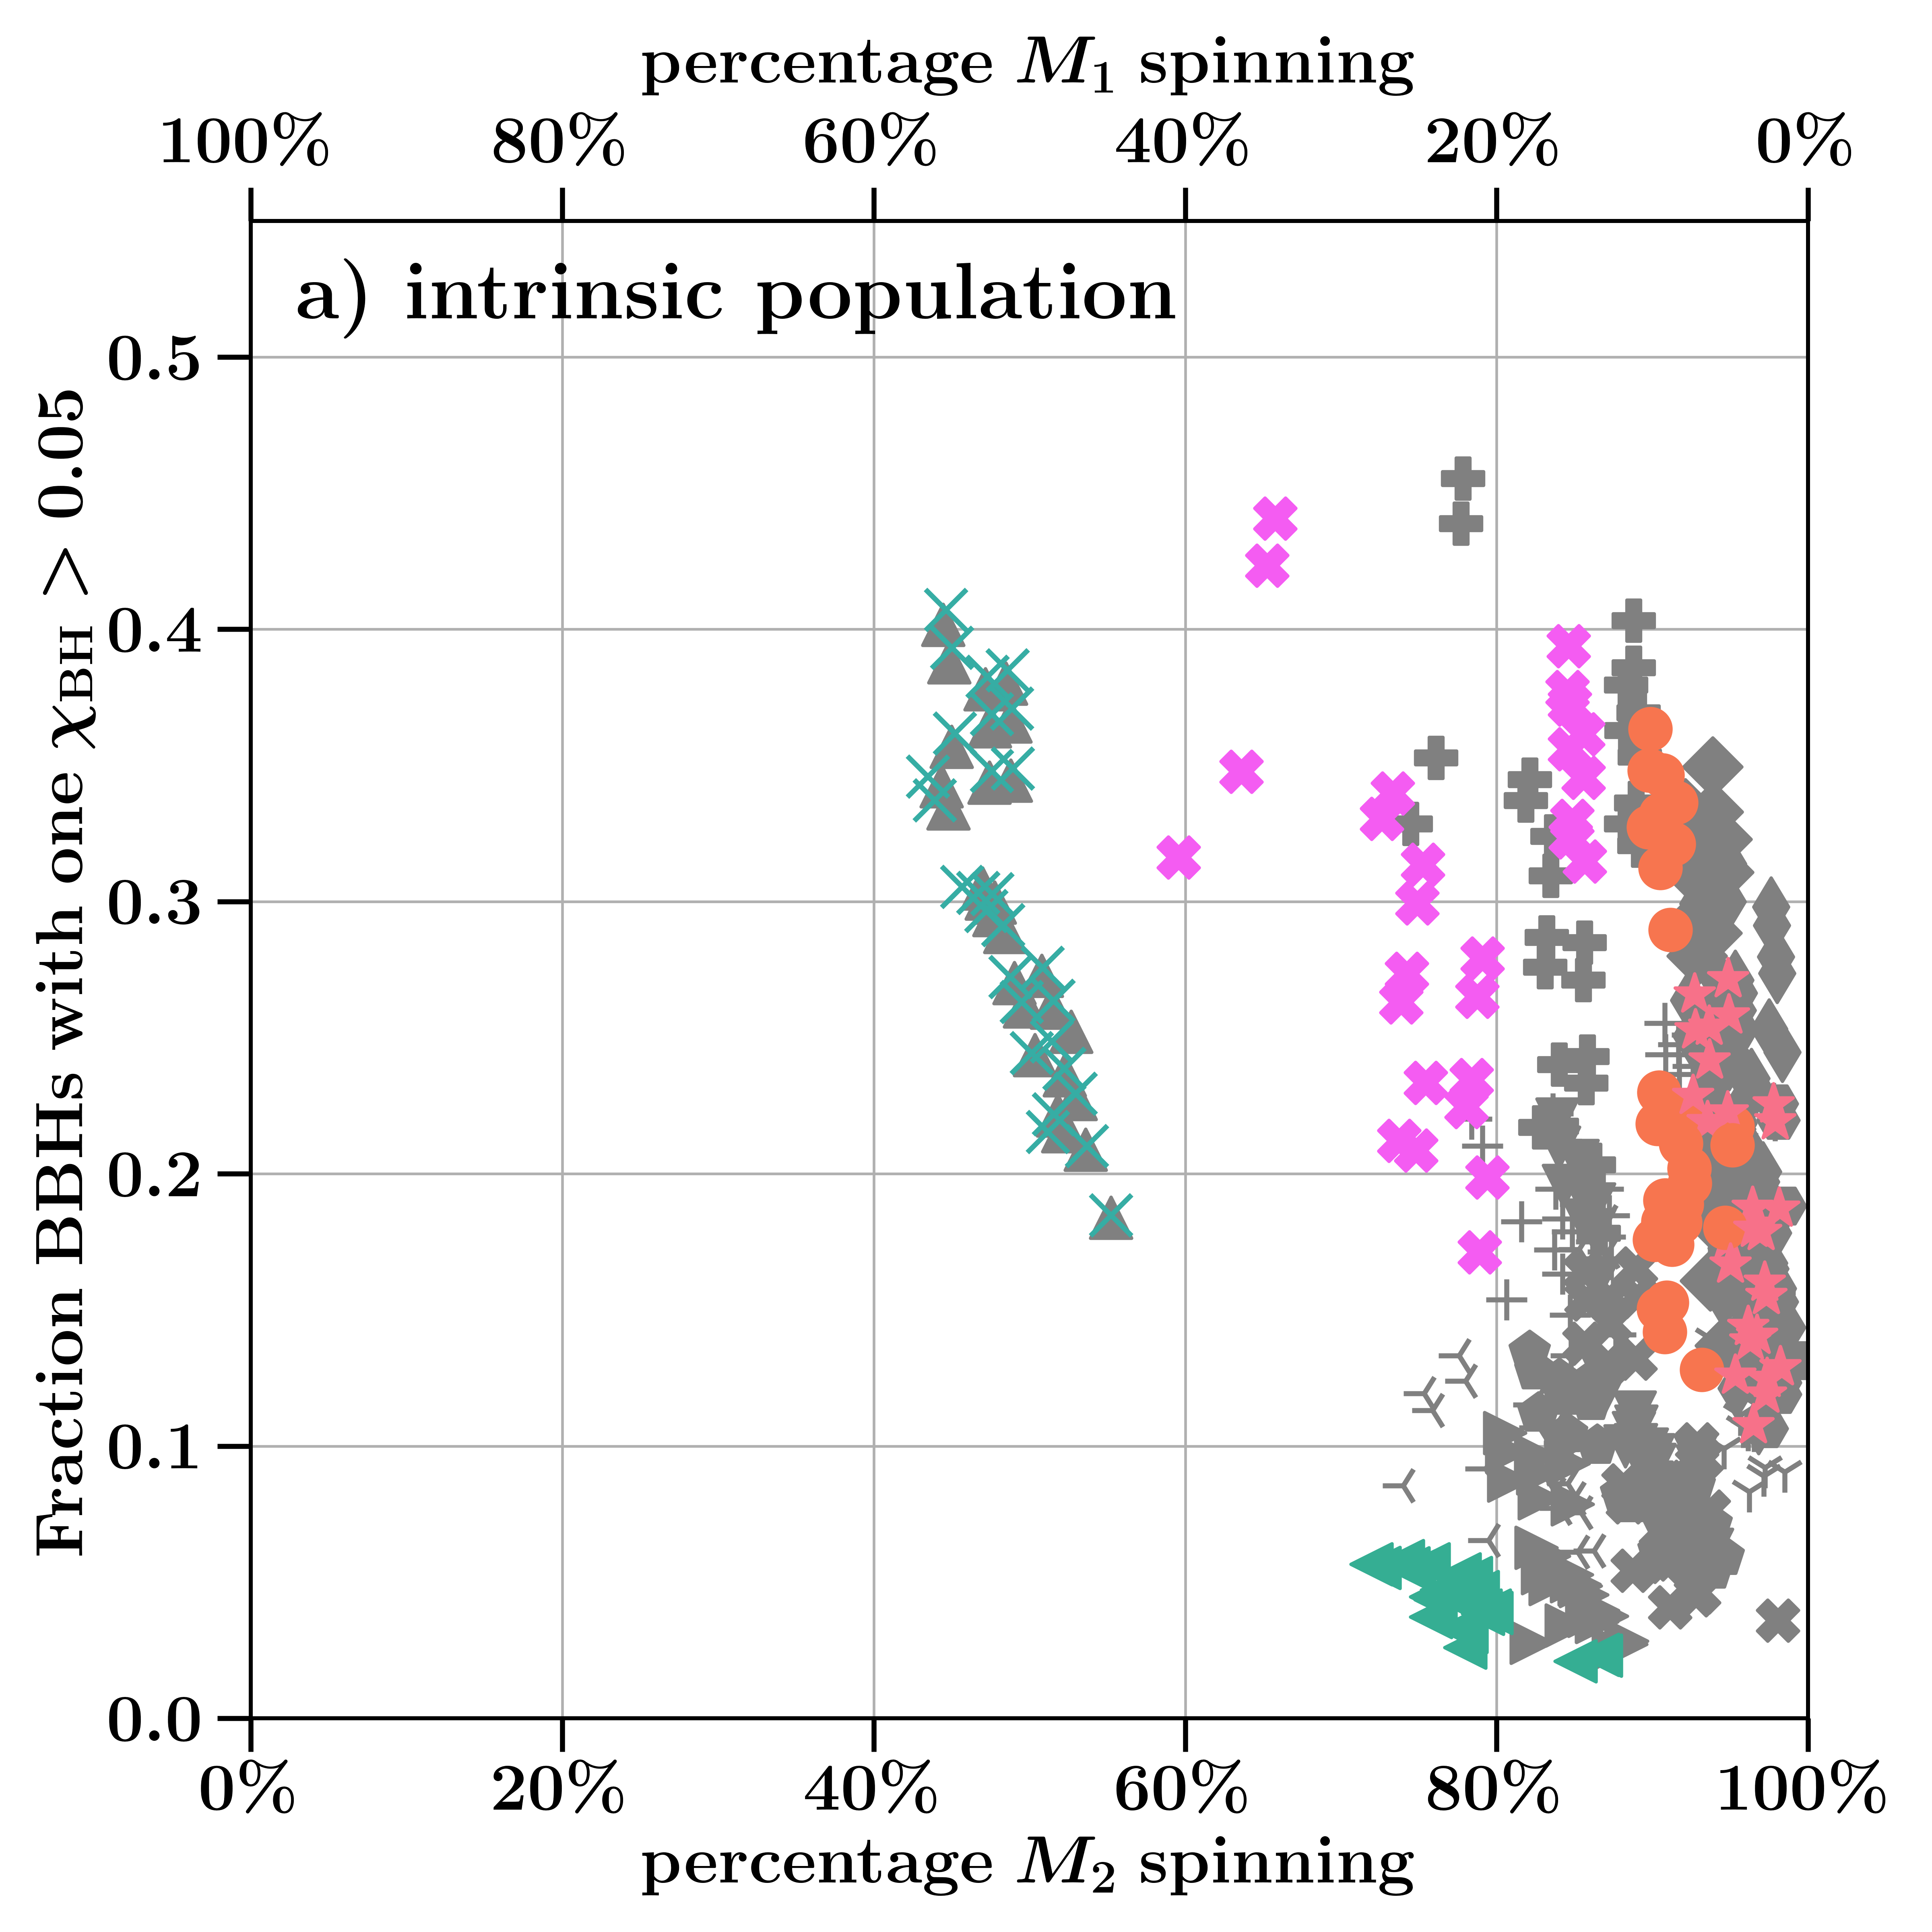 percentage M₁ spinning
100% 80% 60% 40% 20% 0%
a) intrinsic population
Fraction BBHs with one χ_BH > 0.05
0.5
0.4
0.3
0.2
0.1
0.0
0% 20% 40% 60% 80% 100%
percentage M₂ spinning